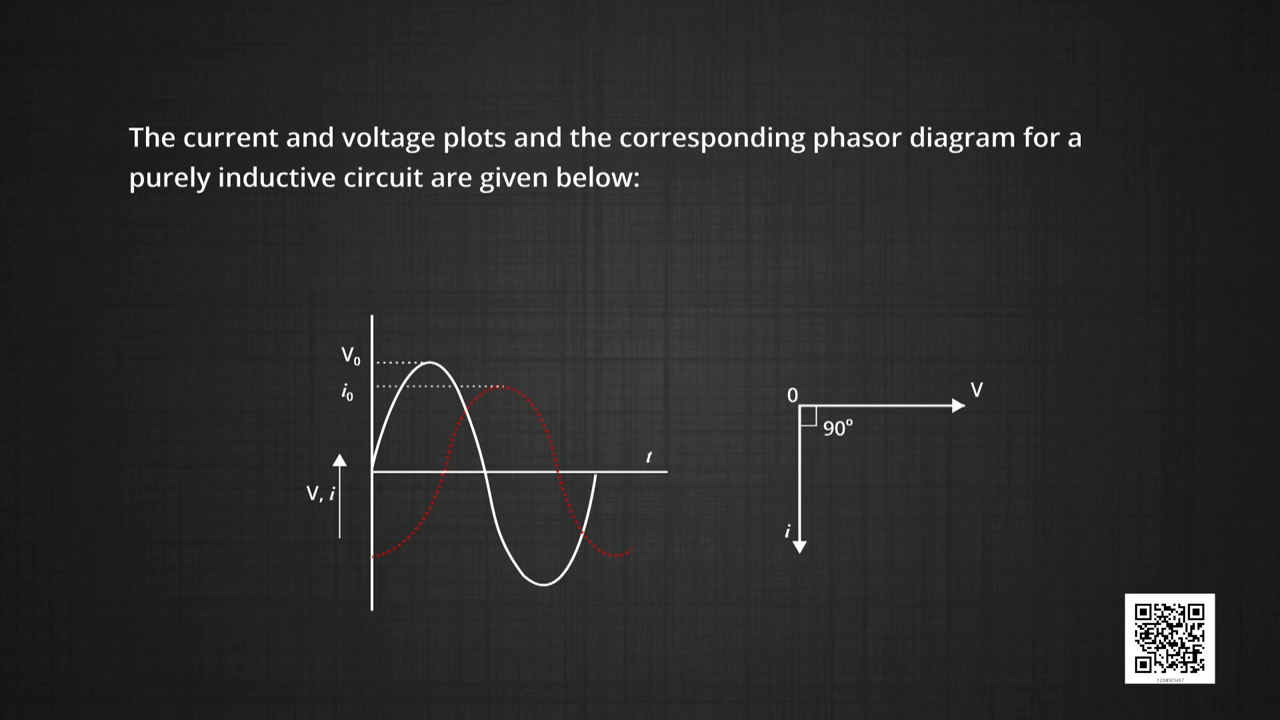 The current and voltage plots and the corresponding phasor diagram for a
purely inductive circuit are given below:
V₀
i₀
t
V, i
0
V
90°
i
12089CH07